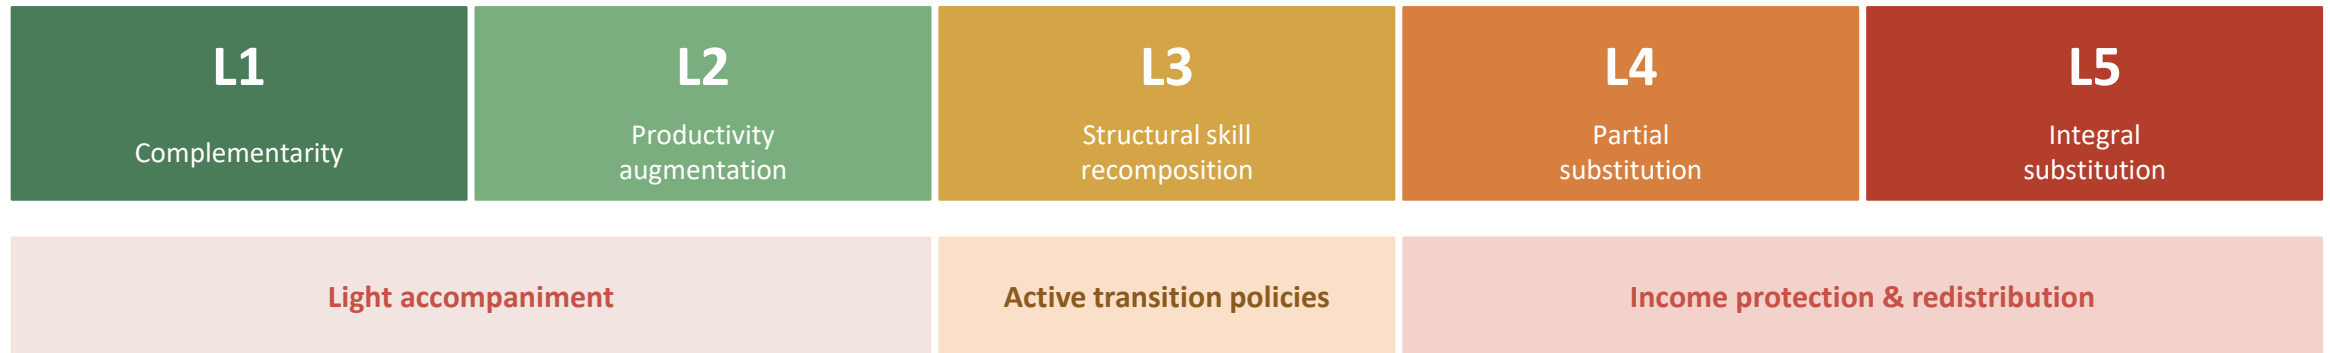 L1
Complementarity
L2
Productivity
augmentation
L3
Structural skill
recomposition
L4
Partial
substitution
L5
Integral
substitution
Light accompaniment
Active transition policies
Income protection & redistribution